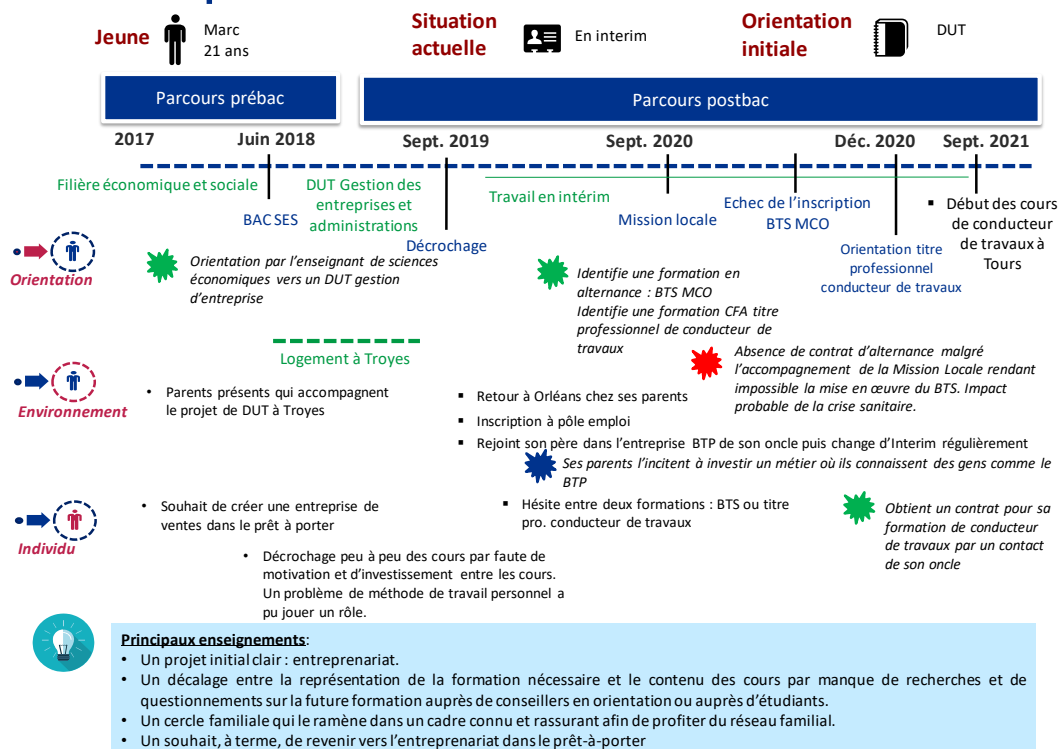 Jeune
Marc
21 ans
Situation
actuelle
En interim
Orientation
initiale
DUT
Parcours prébac
Parcours postbac
2017
Juin 2018
Sept. 2019
Sept. 2020
Déc. 2020
Sept. 2021
Filière économique et sociale
BAC SES
DUT Gestion des
entreprises et
administrations
Décrochage
Travail en intérim
Mission locale
Echec de l'inscription
BTS MCO
Orientation titre
professionnel
conducteur de travaux
▪ Début des cours
de conducteur
de travaux à
Tours
Orientation
Orientation par l'enseignant de sciences
économiques vers un DUT gestion
d'entreprise
Identifie une formation en
alternance : BTS MCO
Identifie une formation CFA titre
professionnel de conducteur de
travaux
Logement à Troyes
Absence de contrat d'alternance malgré
l'accompagnement de la Mission Locale rendant
impossible la mise en œuvre du BTS. Impact
probable de la crise sanitaire.
Environnement
• Parents présents qui accompagnent
le projet de DUT à Troyes
▪ Retour à Orléans chez ses parents
▪ Inscription à pôle emploi
▪ Rejoint son père dans l'entreprise BTP de son oncle puis change d'Interim régulièrement
Ses parents l'incitent à investir un métier où ils connaissent des gens comme le
BTP
Individu
• Souhait de créer une entreprise de
ventes dans le prêt à porter
▪ Hésite entre deux formations : BTS ou titre
pro. conducteur de travaux
Obtient un contrat pour sa
formation de conducteur
de travaux par un contact
de son oncle
• Décrochage peu à peu des cours par faute de
motivation et d'investissement entre les cours.
Un problème de méthode de travail personnel a
pu jouer un rôle.
Principaux enseignements:
• Un projet initial clair : entreprenariat.
• Un décalage entre la représentation de la formation nécessaire et le contenu des cours par manque de recherches et de
questionnements sur la future formation auprès de conseillers en orientation ou auprès d'étudiants.
• Un cercle familiale qui le ramène dans un cadre connu et rassurant afin de profiter du réseau familial.
• Un souhait, à terme, de revenir vers l'entreprenariat dans le prêt-à-porter